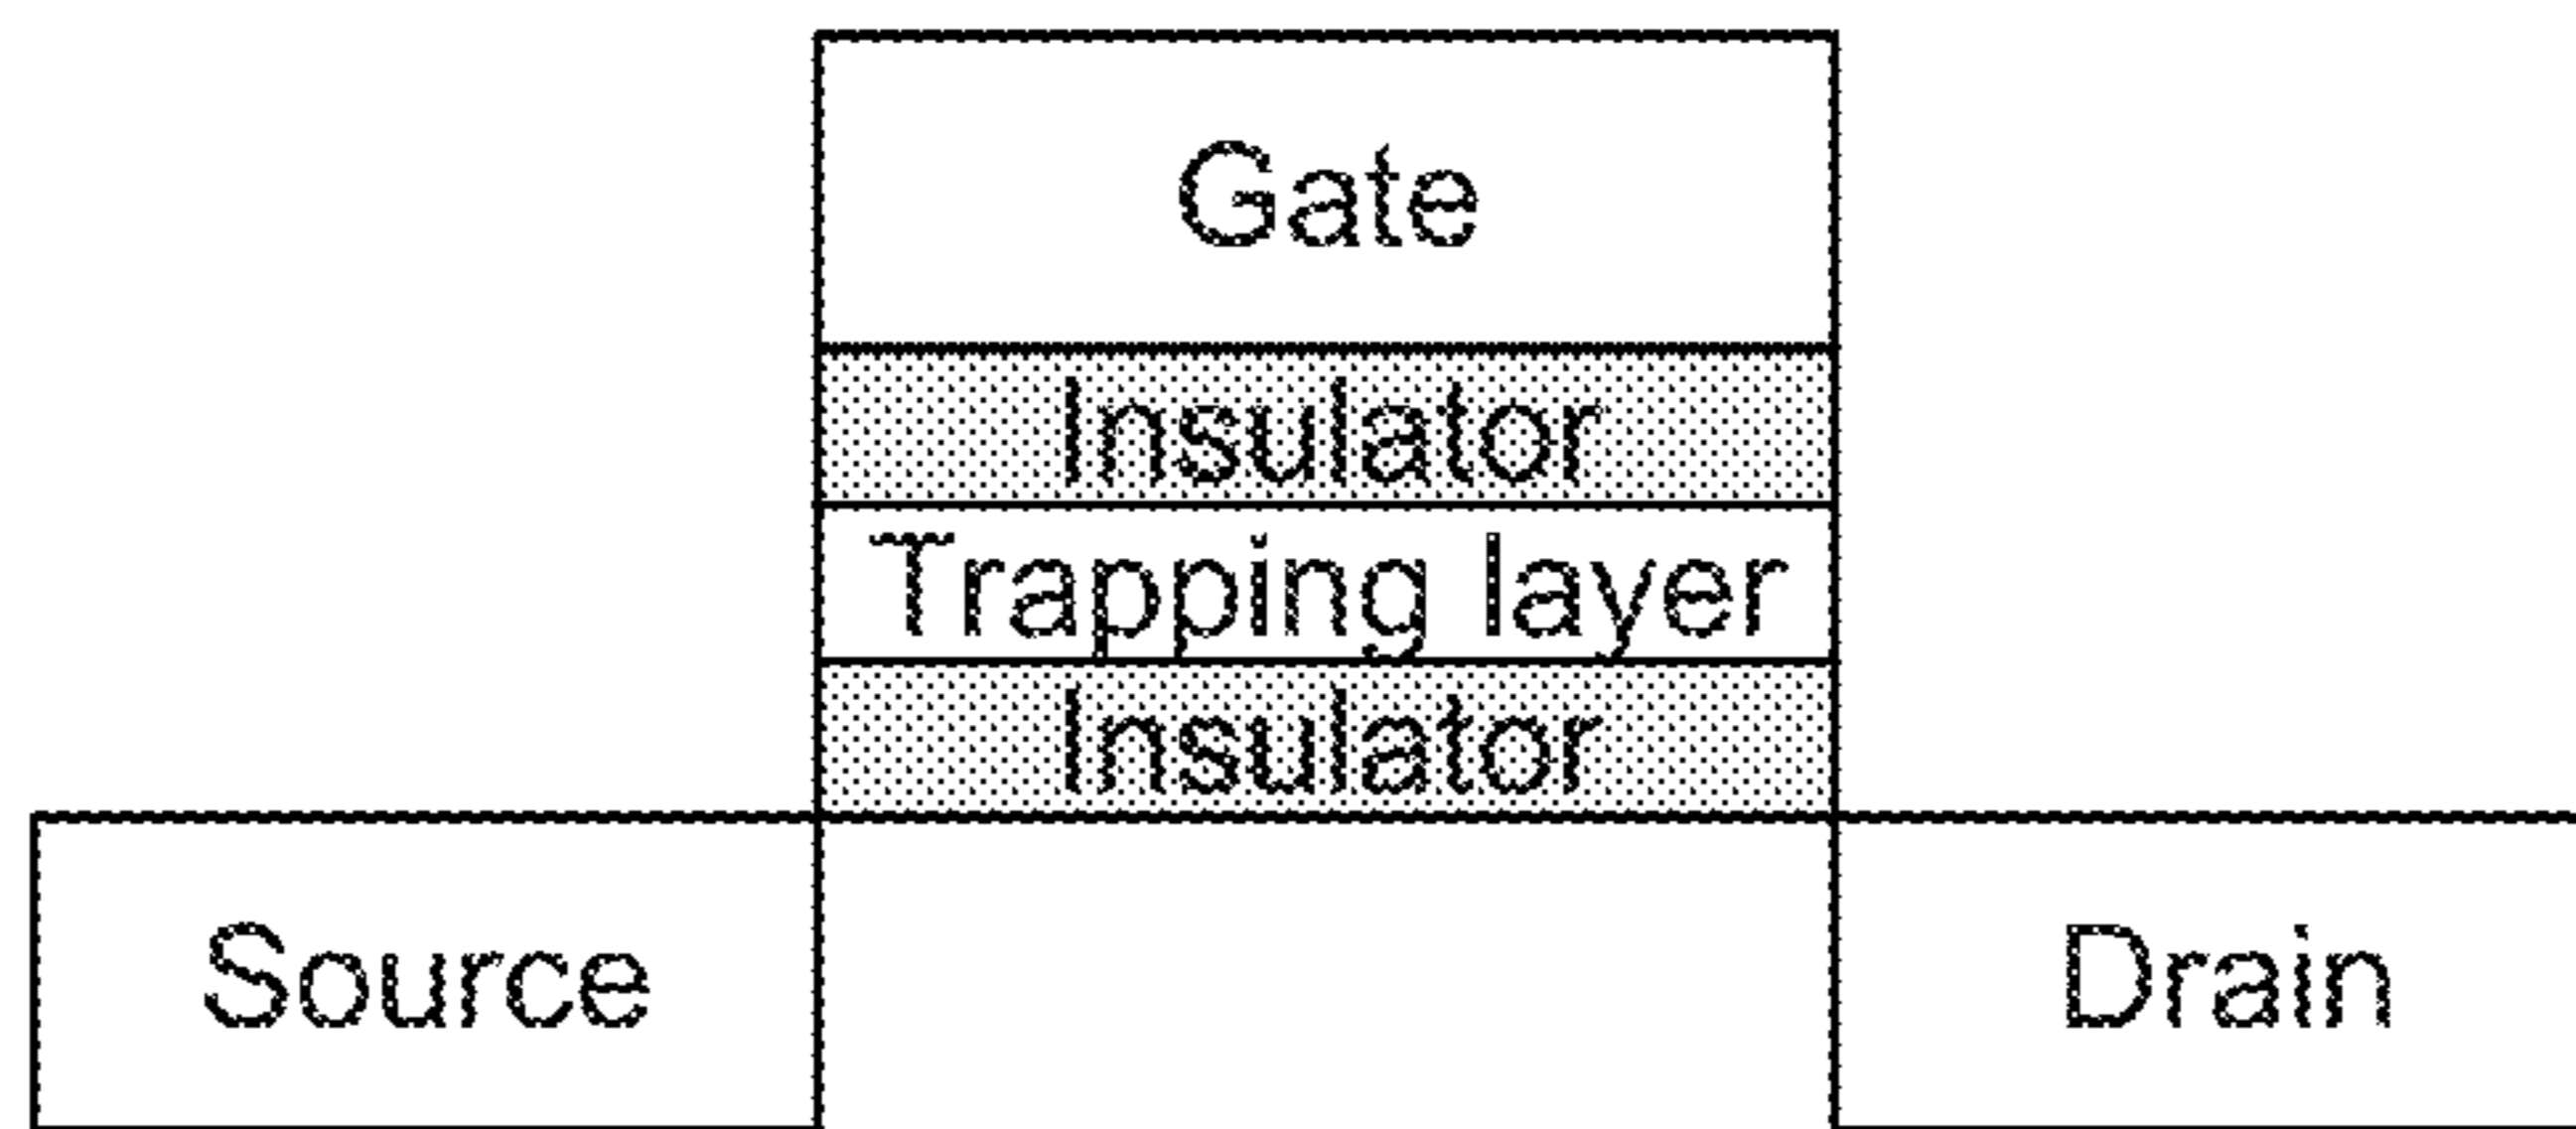 Gate
Insulator
Trapping layer
Insulator
Source
Drain